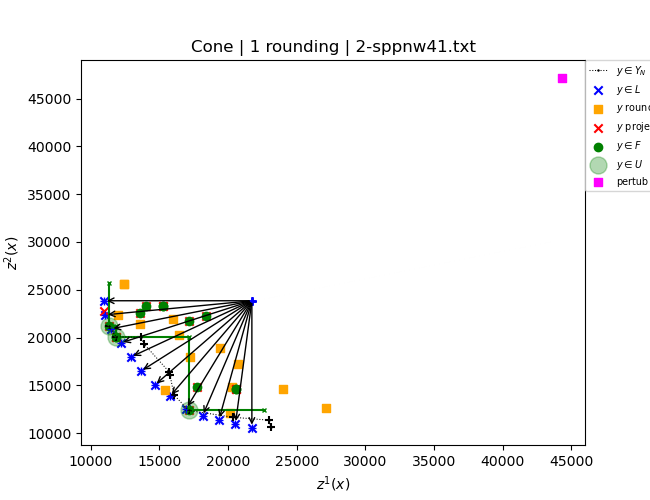 Cone | 1 rounding | 2-sppnw41.txt
z²(x)
45000
40000
35000
30000
25000
20000
15000
10000
10000 15000 20000 25000 30000 35000 40000 45000
z¹(x)
y ∈ Y_N
y ∈ L
y round
y proje
y ∈ F
y ∈ U
pertub